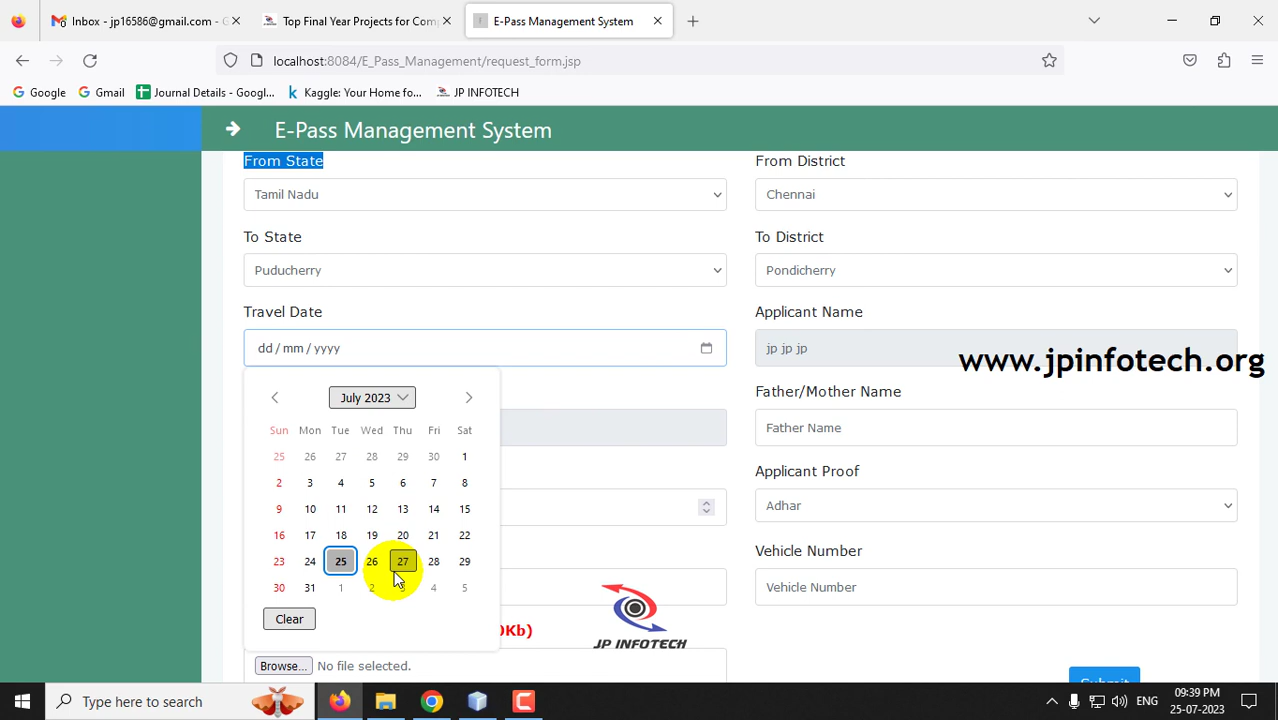 Inbox - jp16586@gmail.com - G
Top Final Year Projects for Comp
E-Pass Management System
localhost:8084/E_Pass_Management/request_form.jsp
Google
Gmail
Journal Details - Googl...
Kaggle: Your Home fo...
JP INFOTECH
E-Pass Management System
From State
From District
Tamil Nadu
Chennai
To State
To District
Puducherry
Pondicherry
Travel Date
Applicant Name
dd / mm / yyyy
jp jp jp
www.jpinfotech.org
July 2023
Father/Mother Name
Father Name
Sun Mon Tue Wed Thu Fri Sat
25 26 27 28 29 30 1
2 3 4 5 6 7 8
9 10 11 12 13 14 15
16 17 18 19 20 21 22
23 24 25 26 27 28 29
30 31 1 2 3 4 5
Clear
Applicant Proof
Adhar
Vehicle Number
Vehicle Number
0Kb)
JP INFOTECH
Browse... No file selected.
Submit
Type here to search
ENG
09:39 PM
25-07-2023